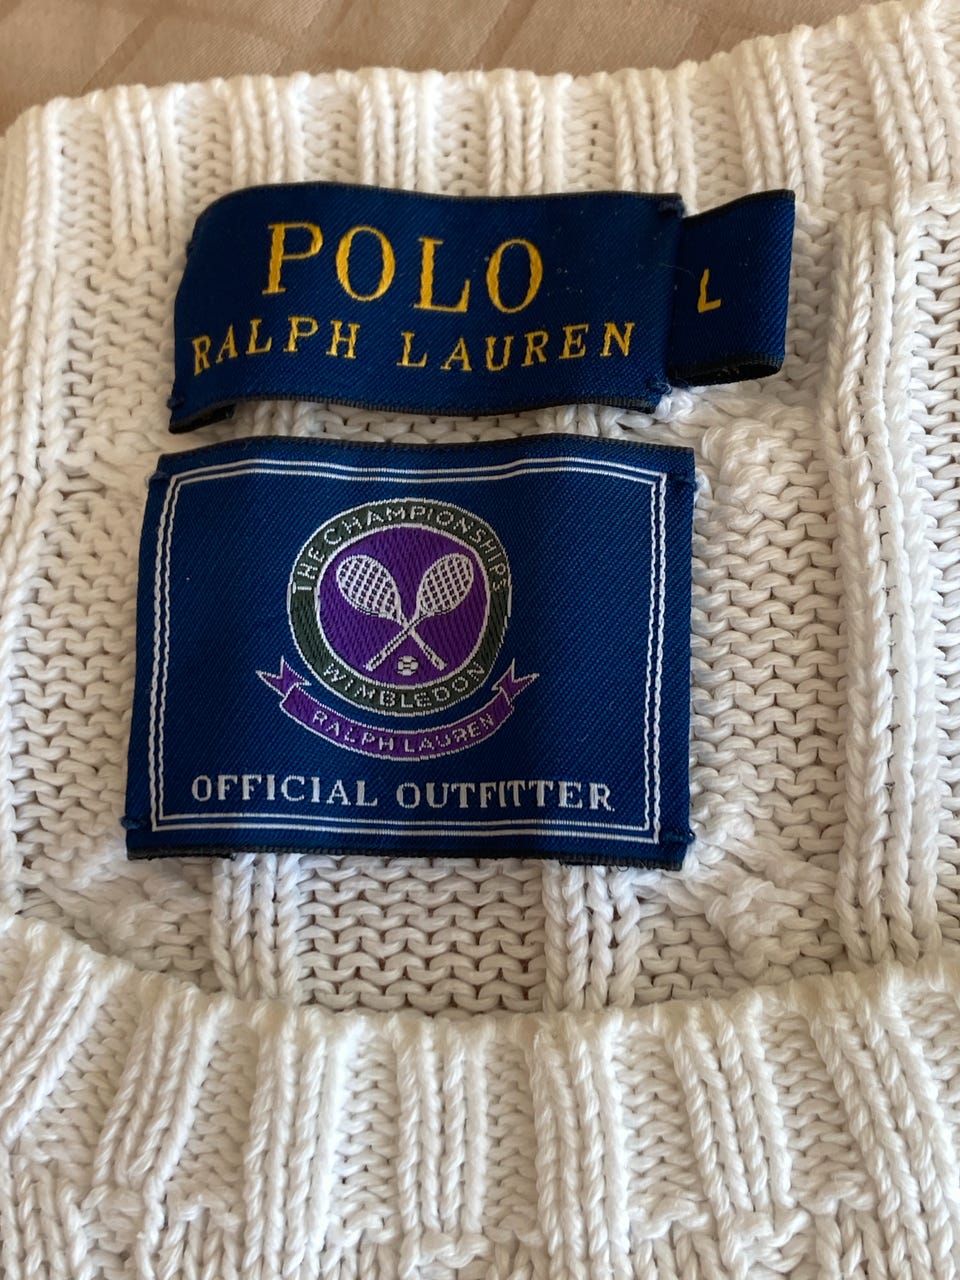 POLO
RALPH LAUREN
L
THE CHAMPIONSHIPS
WIMBLEDON
RALPH LAUREN
OFFICIAL OUTFITTER